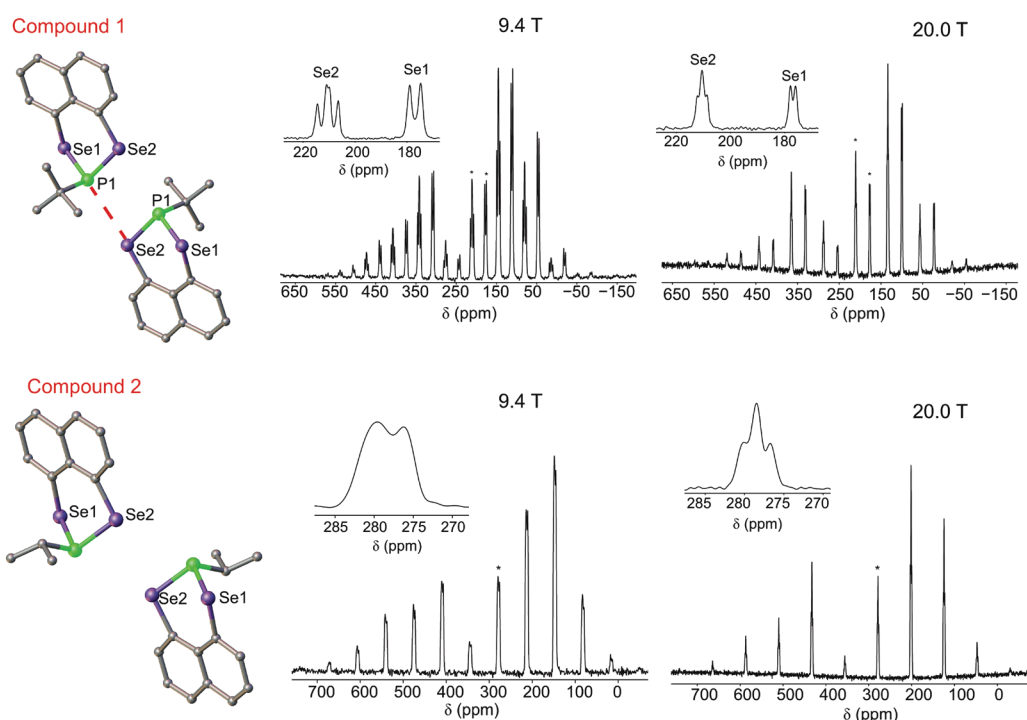 Compound 1
Se1
Se2
P1
P1
Se2
Se1
9.4 T
Se2
Se1
220
200
180
δ (ppm)
*
*
650 550 450 350 250 150 50 −50 −150
δ (ppm)
20.0 T
Se2
Se1
220
200
180
δ (ppm)
*
*
650 550 450 350 250 150 50 −50 −150
δ (ppm)
Compound 2
Se1
Se2
Se2
Se1
9.4 T
285 280 275 270
δ (ppm)
*
700 600 500 400 300 200 100 0
δ (ppm)
20.0 T
285 280 275 270
δ (ppm)
*
700 600 500 400 300 200 100 0
δ (ppm)